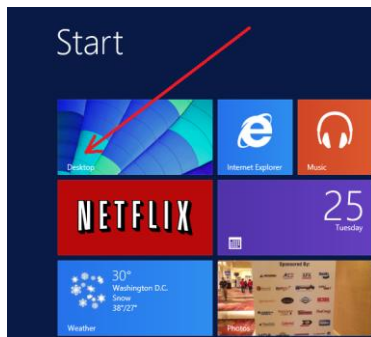 Start
Desktop
Internet Explorer
Music
NETFLIX
25
Tuesday
30°
Washington D.C.
Snow
38°/27°
Weather
Sponsored By:
Photos